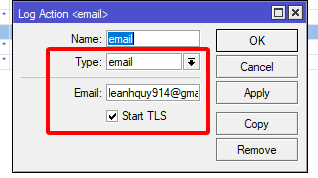 Log Action <email>
Name: email
OK
Type: email
Cancel
Email: leanhquy914@gma
Apply
Start TLS
Copy
Remove